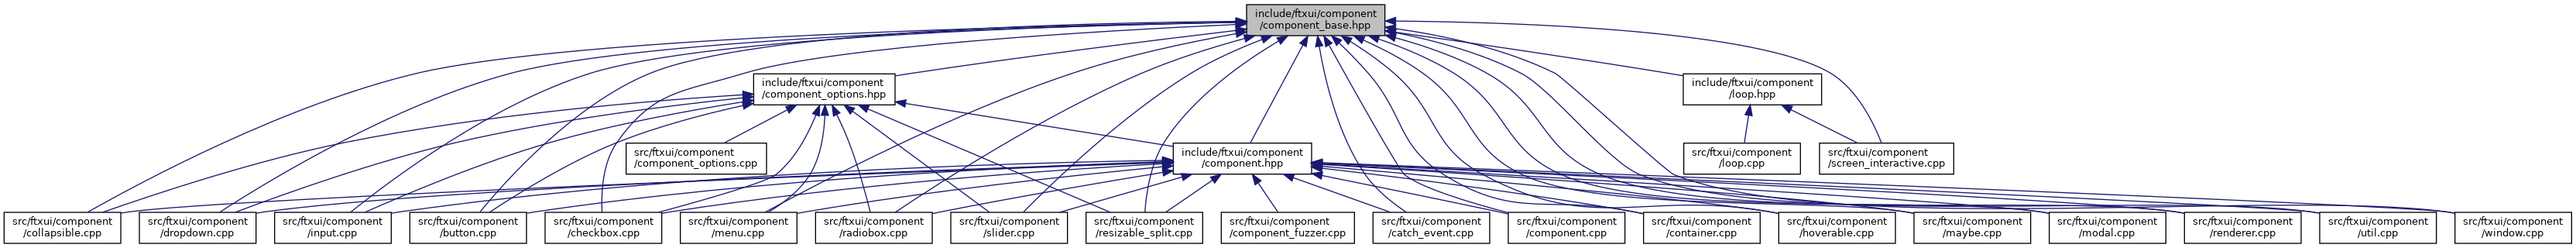 include/ftxui/component
/component_base.hpp
include/ftxui/component
/component_options.hpp
include/ftxui/component
/loop.hpp
src/ftxui/component
/component_options.cpp
include/ftxui/component
/component.hpp
src/ftxui/component
/loop.cpp
src/ftxui/component
/screen_interactive.cpp
src/ftxui/component
/collapsible.cpp
src/ftxui/component
/dropdown.cpp
src/ftxui/component
/input.cpp
src/ftxui/component
/button.cpp
src/ftxui/component
/checkbox.cpp
src/ftxui/component
/menu.cpp
src/ftxui/component
/radiobox.cpp
src/ftxui/component
/slider.cpp
src/ftxui/component
/resizable_split.cpp
src/ftxui/component
/component_fuzzer.cpp
src/ftxui/component
/catch_event.cpp
src/ftxui/component
/component.cpp
src/ftxui/component
/container.cpp
src/ftxui/component
/hoverable.cpp
src/ftxui/component
/maybe.cpp
src/ftxui/component
/modal.cpp
src/ftxui/component
/renderer.cpp
src/ftxui/component
/util.cpp
src/ftxui/component
/window.cpp